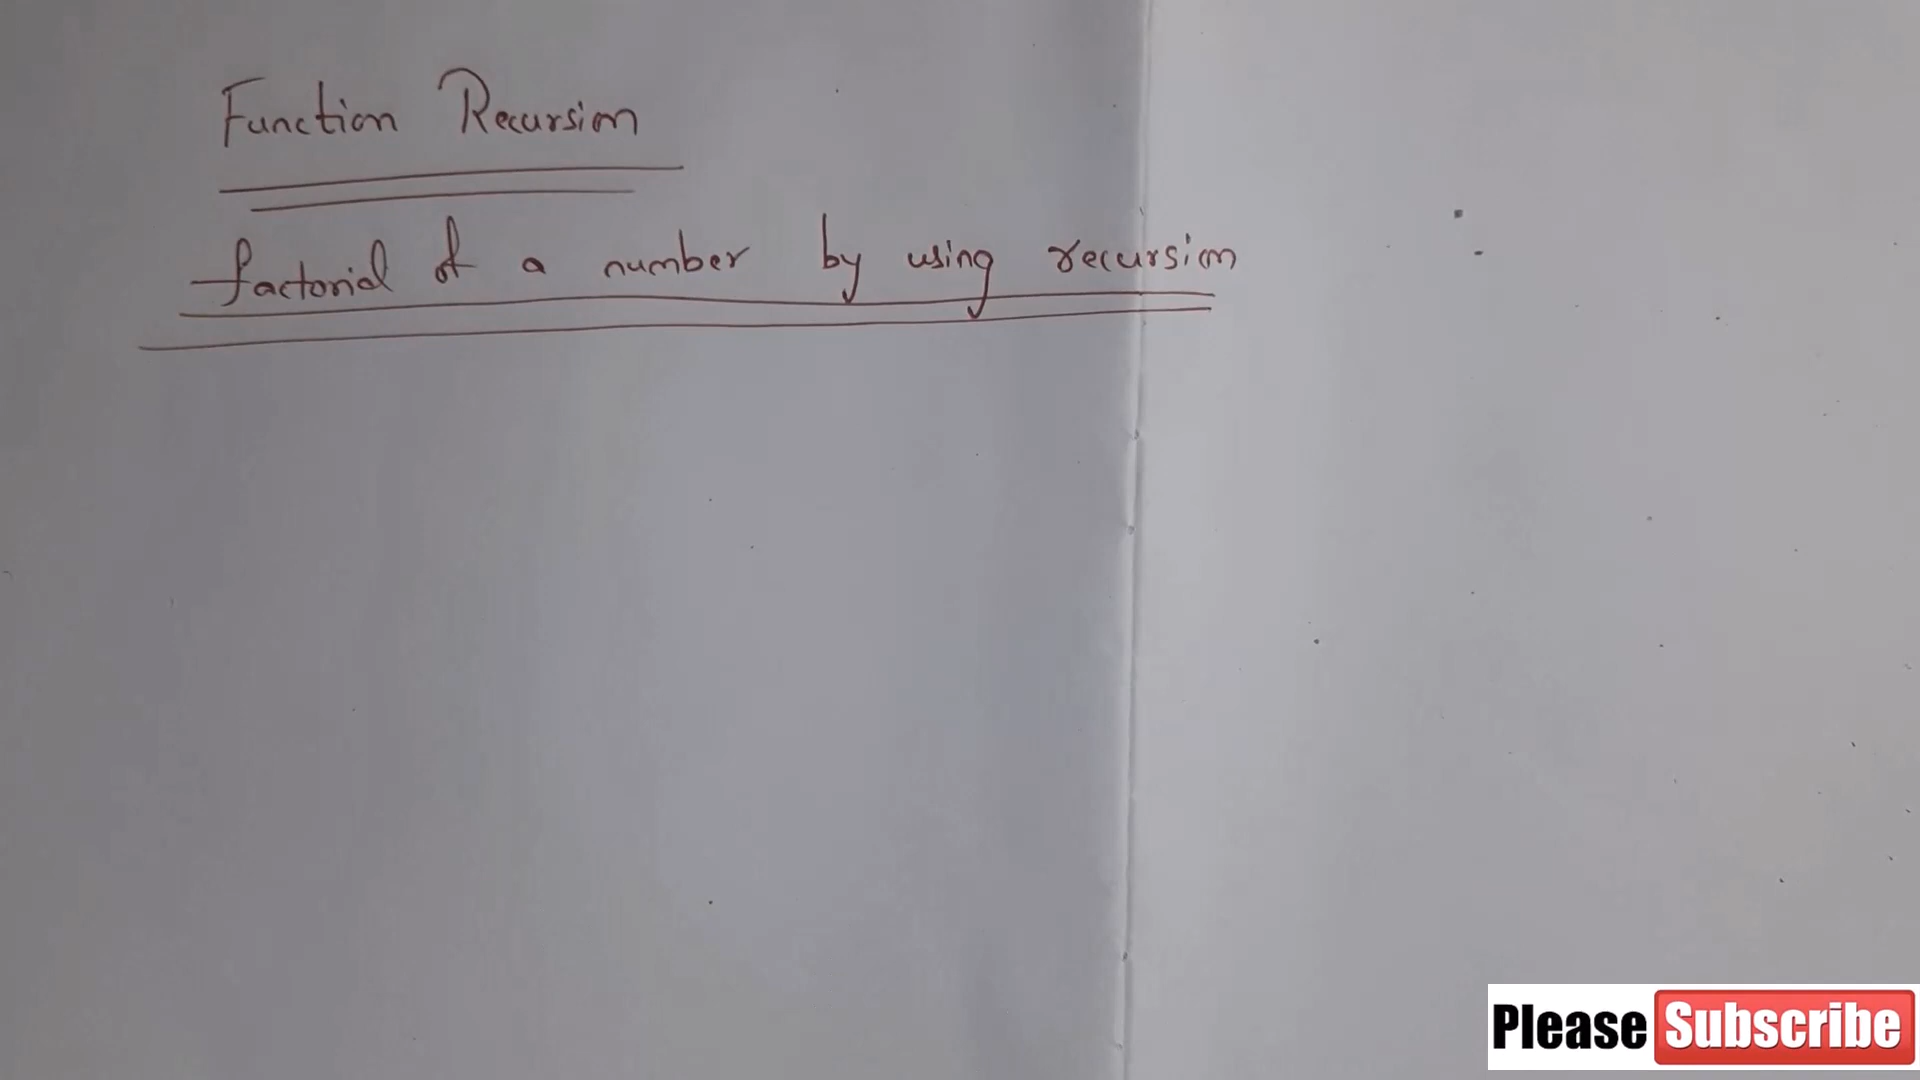 Function Recursion
factorial of a number by using recursion
Please Subscribe